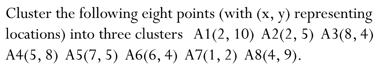 Cluster the following eight points (with (x, y) representing
locations) into three clusters A1(2, 10) A2(2, 5) A3(8, 4)
A4(5, 8) A5(7, 5) A6(6, 4) A7(1, 2) A8(4, 9).